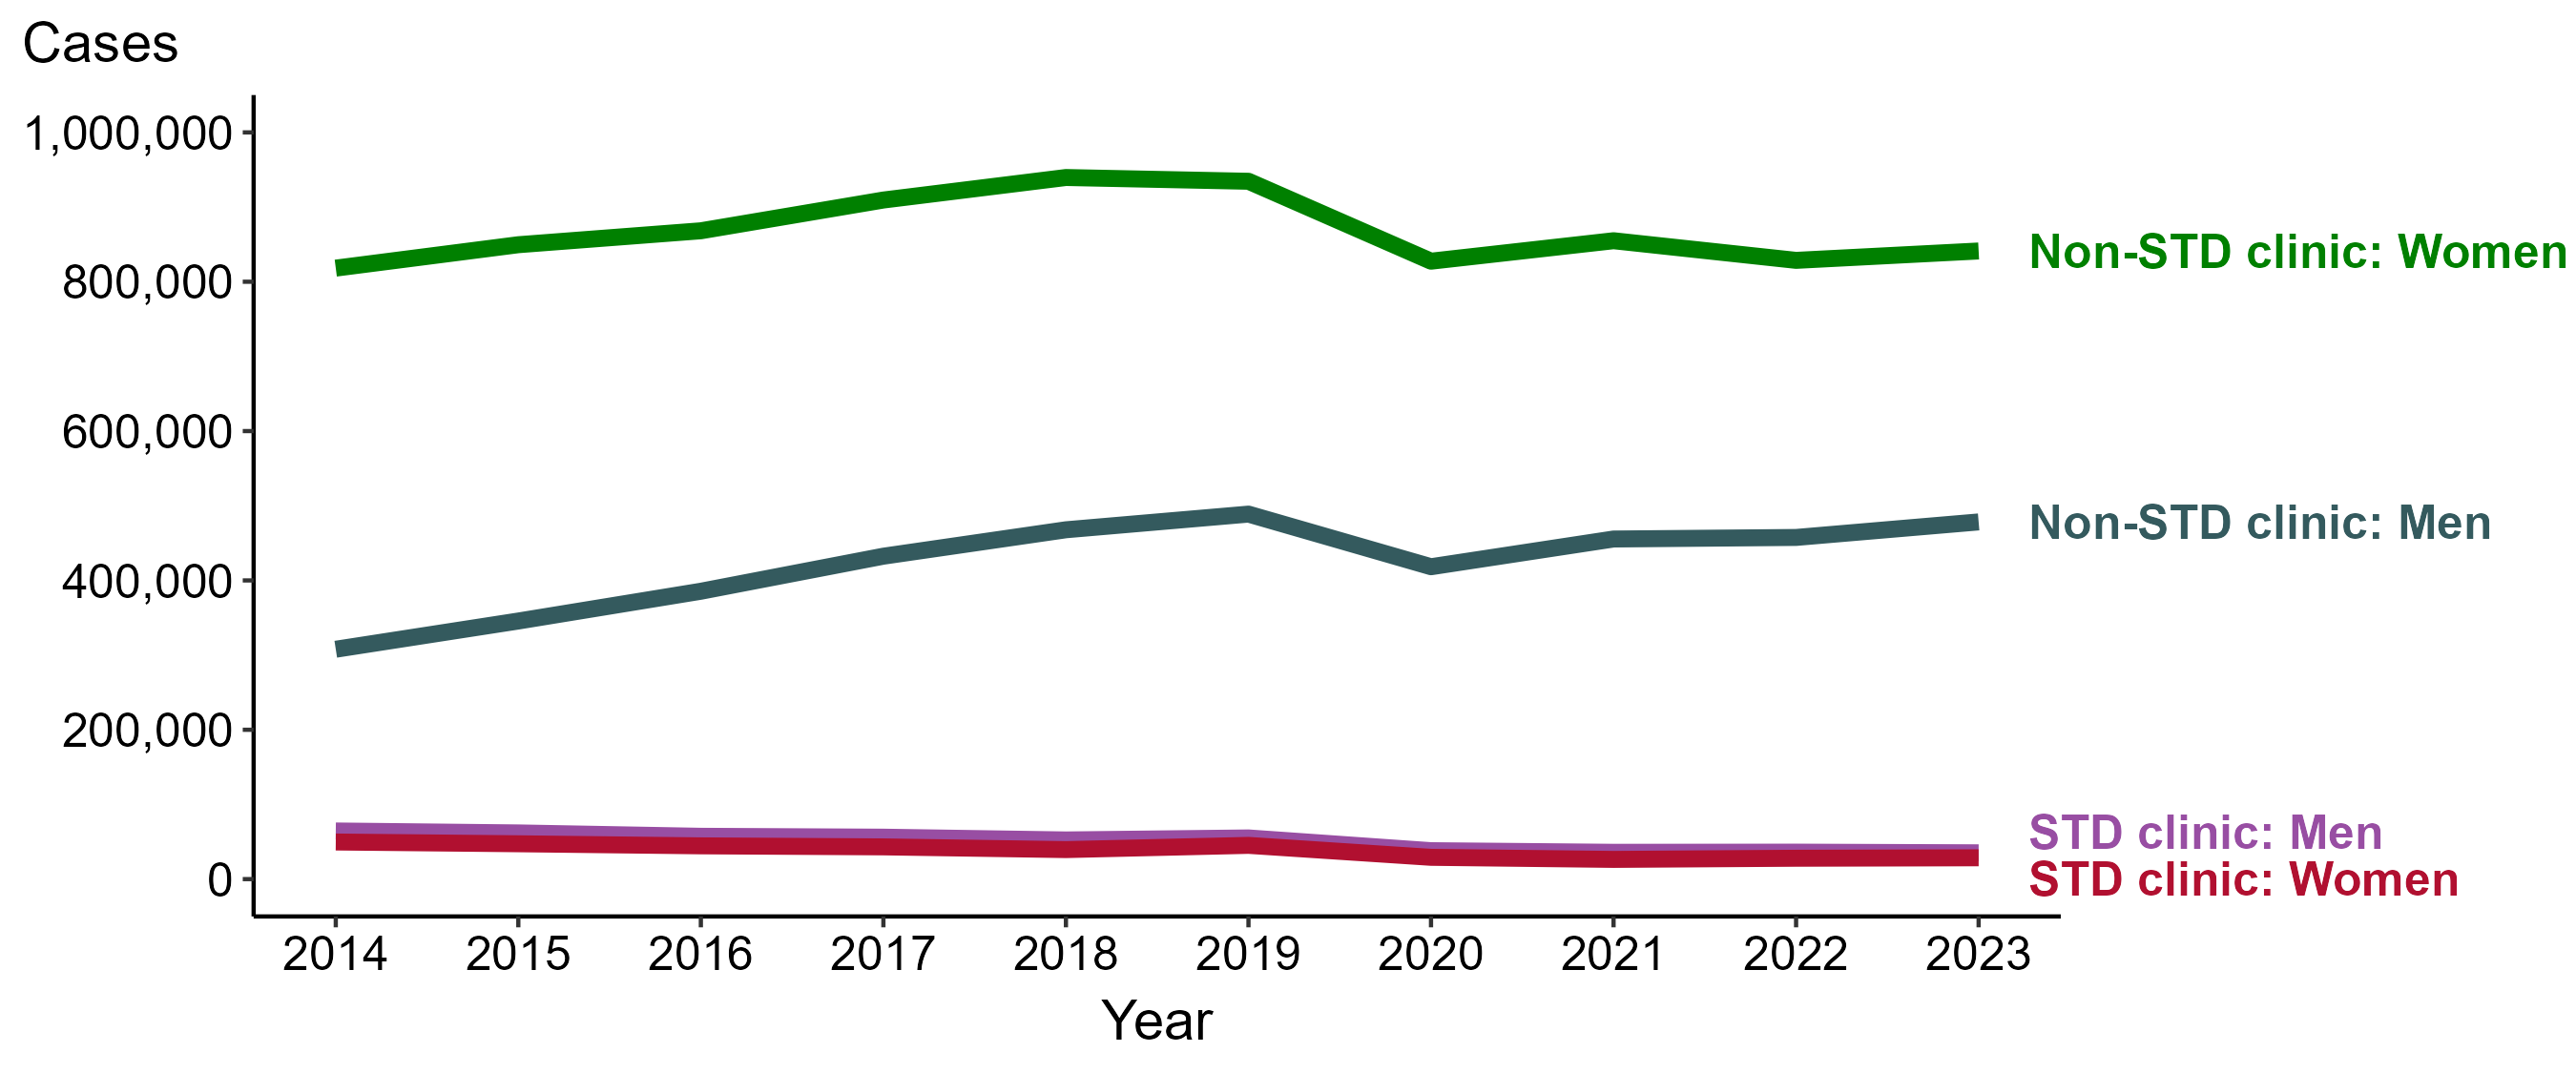 Cases
1,000,000
800,000
600,000
400,000
200,000
0
Non-STD clinic: Women
Non-STD clinic: Men
STD clinic: Men
STD clinic: Women
2014 2015 2016 2017 2018 2019 2020 2021 2022 2023
Year